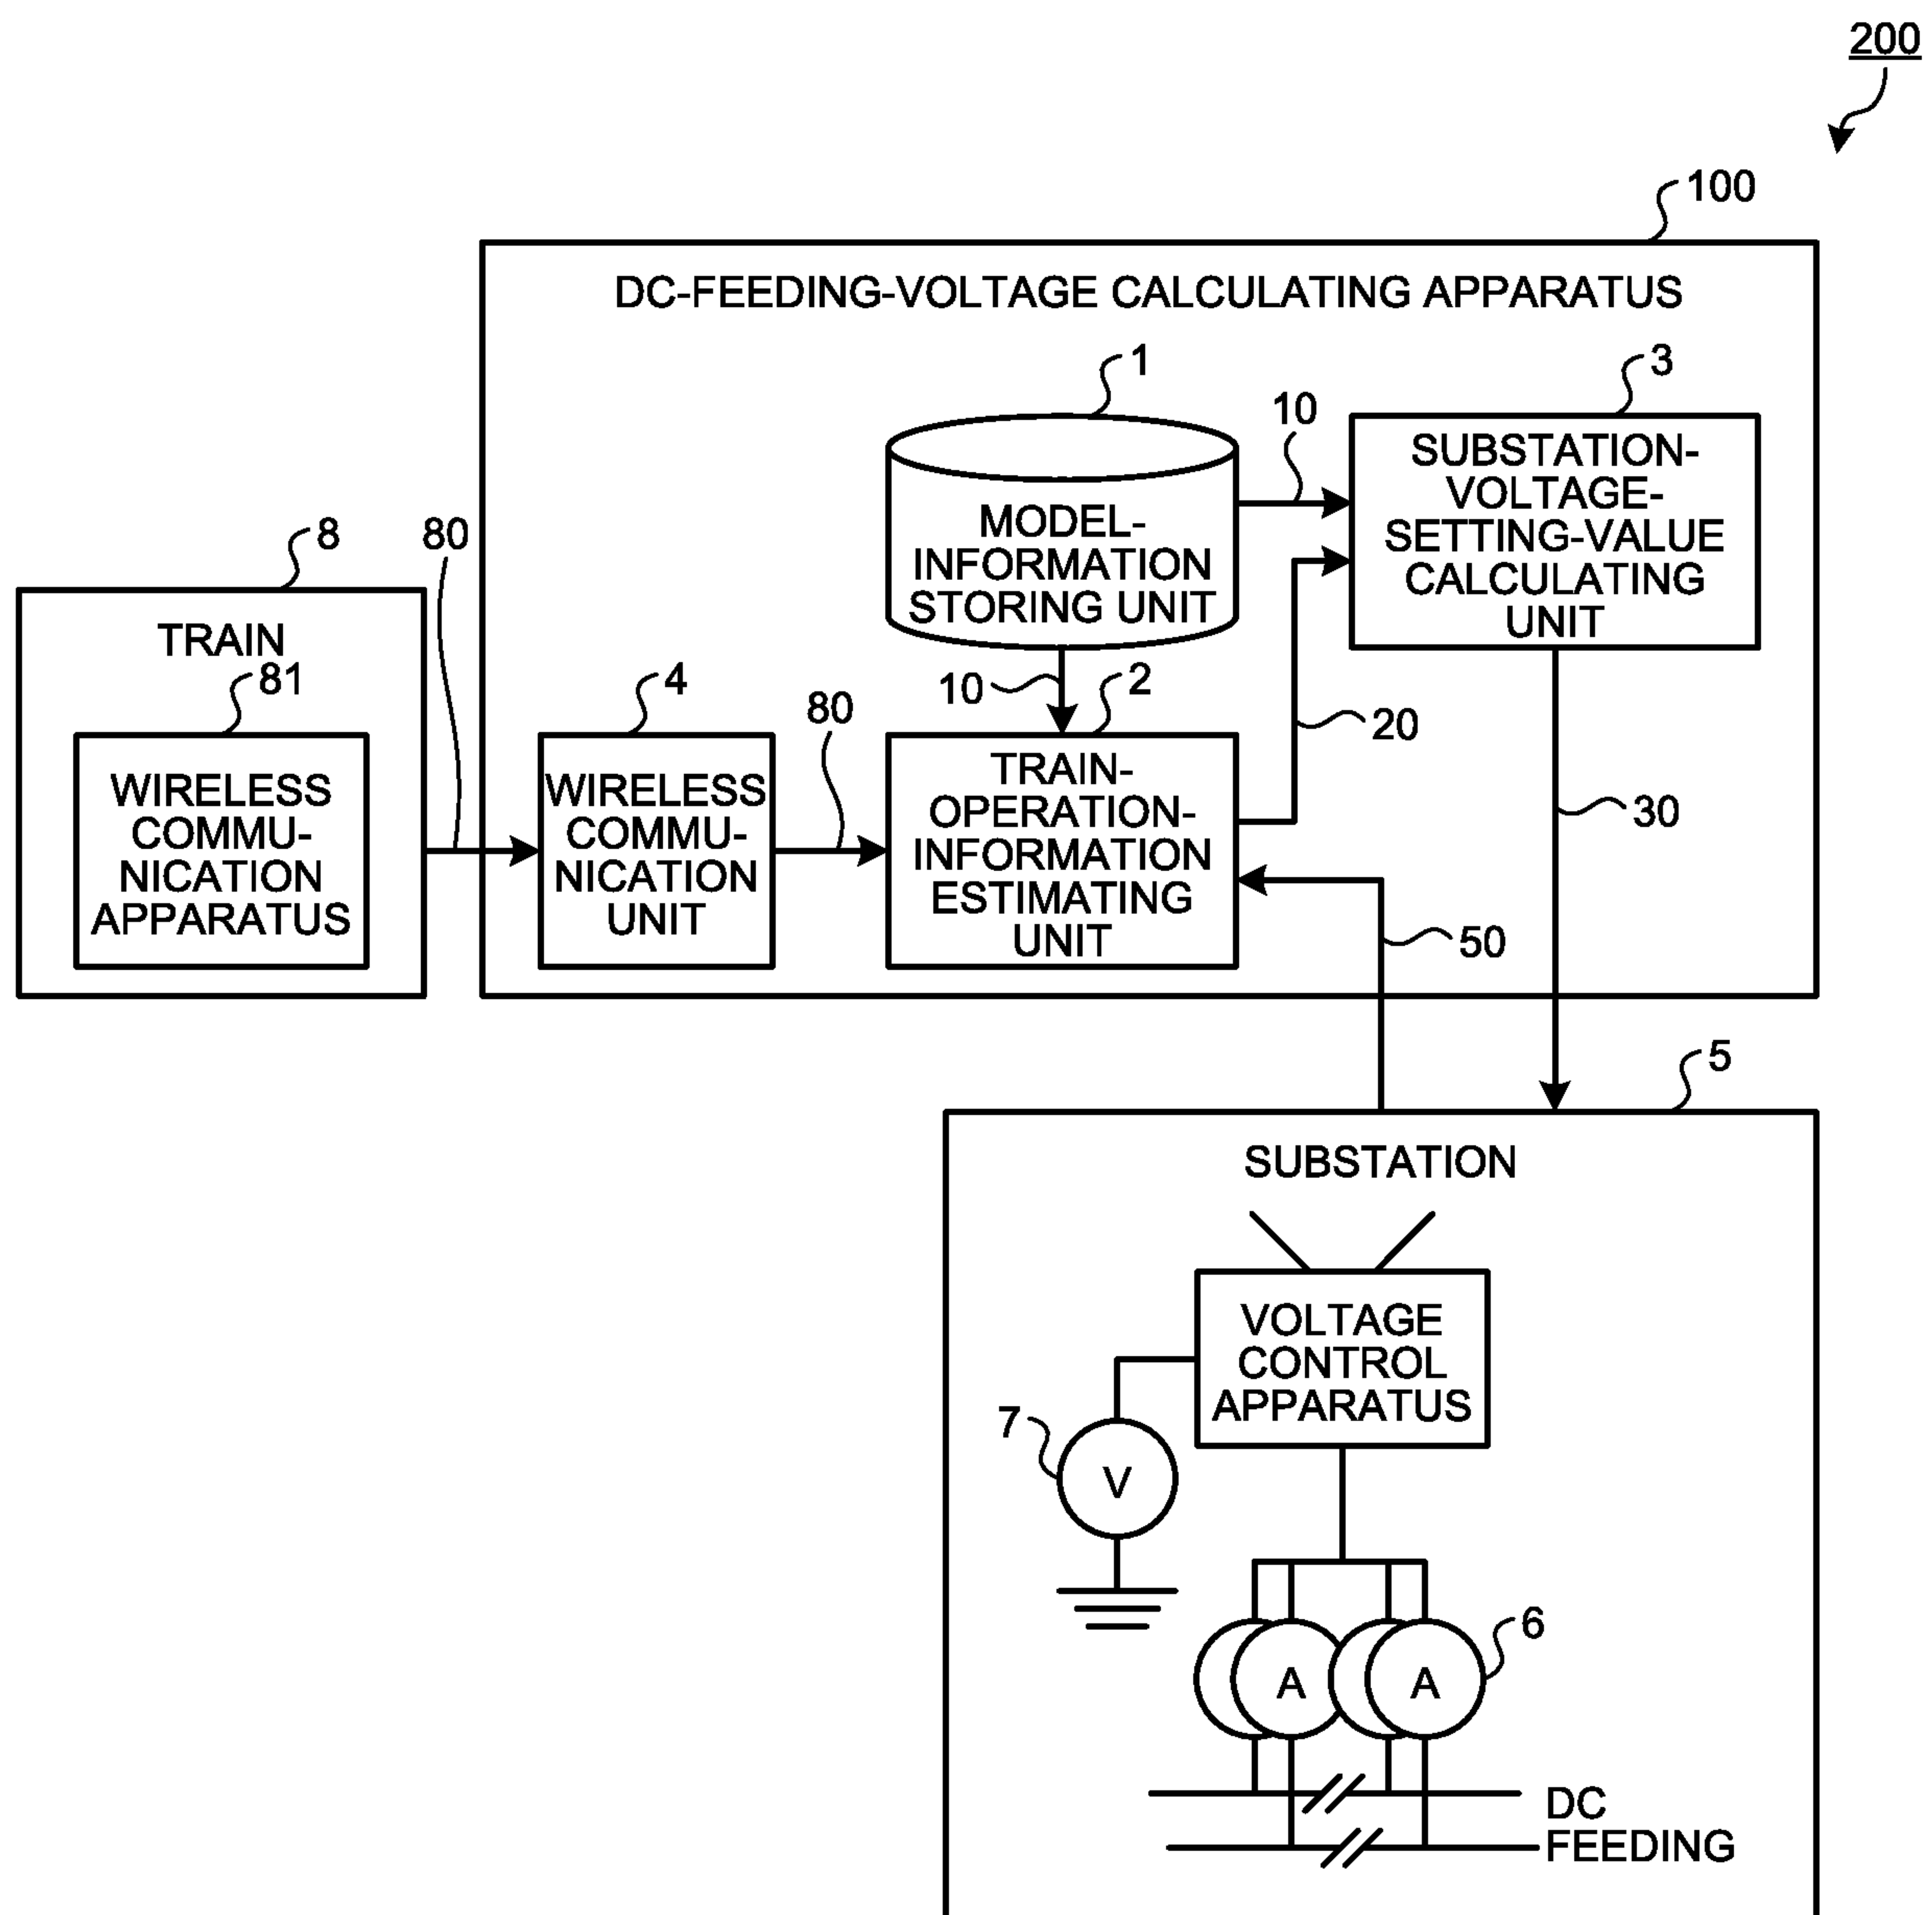 200
100
DC-FEEDING-VOLTAGE CALCULATING APPARATUS
1
3
10
SUBSTATION-
VOLTAGE-
SETTING-VALUE
CALCULATING
UNIT
MODEL-
INFORMATION
STORING UNIT
8
80
TRAIN
81
WIRELESS
COMMU-
NICATION
APPARATUS
4
WIRELESS
COMMU-
NICATION
UNIT
80
10
2
TRAIN-
OPERATION-
INFORMATION
ESTIMATING
UNIT
20
30
50
5
SUBSTATION
VOLTAGE
CONTROL
APPARATUS
7
V
6
A
A
DC
FEEDING